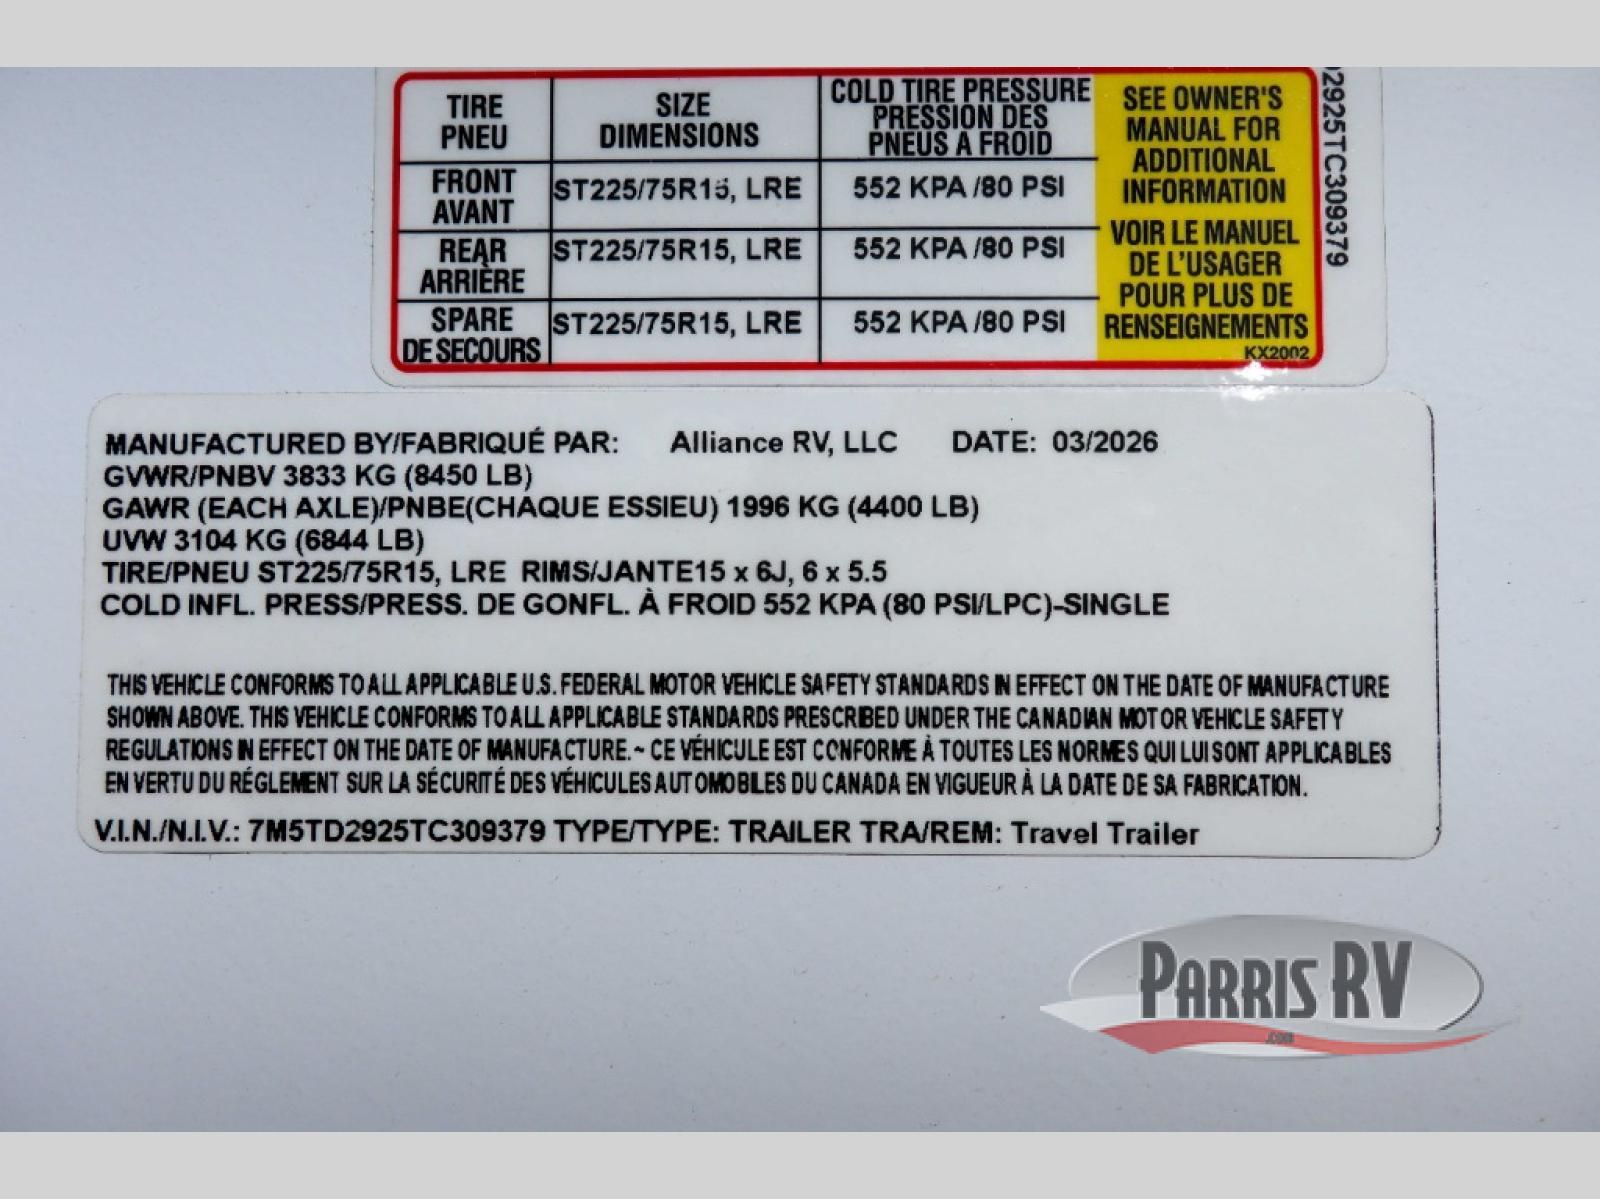 TIRE
PNEU
SIZE
DIMENSIONS
COLD TIRE PRESSURE
PRESSION DES
PNEUS A FROID
FRONT
AVANT
ST225/75R15, LRE
552 KPA /80 PSI
REAR
ARRIÈRE
ST225/75R15, LRE
552 KPA /80 PSI
SPARE
DE SECOURS
ST225/75R15, LRE
552 KPA /80 PSI
SEE OWNER'S
MANUAL FOR
ADDITIONAL
INFORMATION
VOIR LE MANUEL
DE L'USAGER
POUR PLUS DE
RENSEIGNEMENTS
KX2002
D2925TC309379
MANUFACTURED BY/FABRIQUÉ PAR: Alliance RV, LLC DATE: 03/2026
GVWR/PNBV 3833 KG (8450 LB)
GAWR (EACH AXLE)/PNBE(CHAQUE ESSIEU) 1996 KG (4400 LB)
UVW 3104 KG (6844 LB)
TIRE/PNEU ST225/75R15, LRE RIMS/JANTE15 x 6J, 6 x 5.5
COLD INFL. PRESS/PRESS. DE GONFL. À FROID 552 KPA (80 PSI/LPC)-SINGLE
THIS VEHICLE CONFORMS TO ALL APPLICABLE U.S. FEDERAL MOTOR VEHICLE SAFETY STANDARDS IN EFFECT ON THE DATE OF MANUFACTURE
SHOWN ABOVE. THIS VEHICLE CONFORMS TO ALL APPLICABLE STANDARDS PRESCRIBED UNDER THE CANADIAN MOTOR VEHICLE SAFETY
REGULATIONS IN EFFECT ON THE DATE OF MANUFACTURE. ~ CE VÉHICULE EST CONFORME À TOUTES LES NORMES QUI LUI SONT APPLICABLES
EN VERTU DU RÉGLEMENT SUR LA SÉCURITÉ DES VÉHICULES AUTOMOBILES DU CANADA EN VIGUEUR À LA DATE DE SA FABRICATION.
V.I.N./N.I.V.: 7M5TD2925TC309379 TYPE/TYPE: TRAILER TRA/REM: Travel Trailer
PARRIS RV
.com